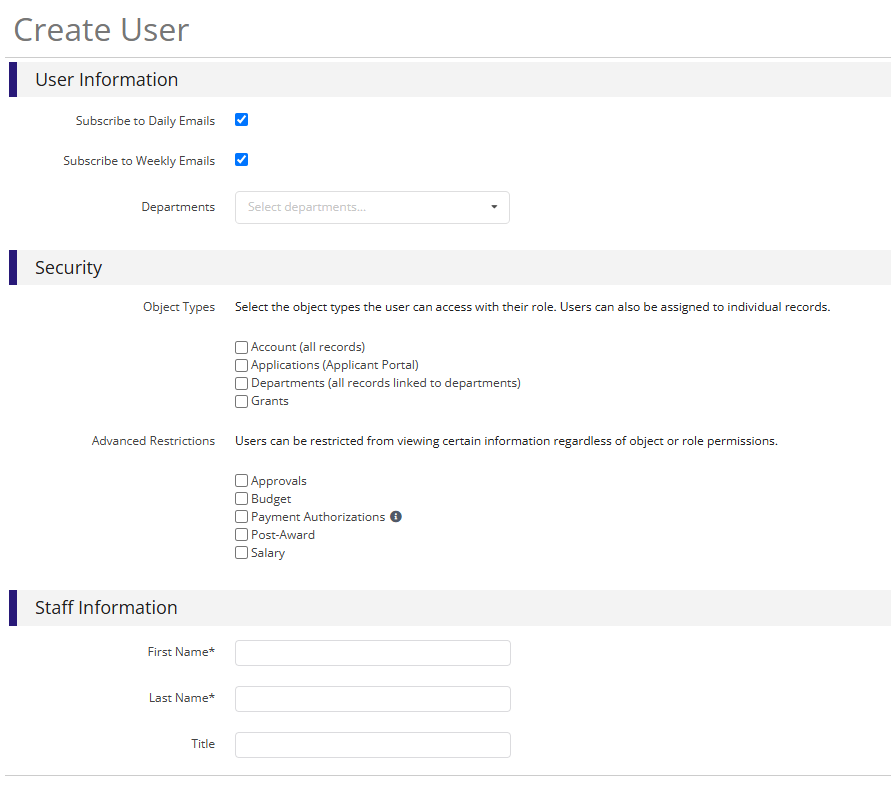 Create User
User Information
Subscribe to Daily Emails
Subscribe to Weekly Emails
Departments Select departments...
Security
Object Types Select the object types the user can access with their role. Users can also be assigned to individual records.
Account (all records)
Applications (Applicant Portal)
Departments (all records linked to departments)
Grants
Advanced Restrictions Users can be restricted from viewing certain information regardless of object or role permissions.
Approvals
Budget
Payment Authorizations
Post-Award
Salary
Staff Information
First Name*
Last Name*
Title